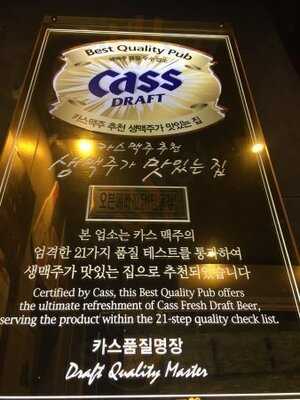 Best Quality Pub
Cass
DRAFT
카스맥주 추천 생맥주가 맛있는 집
카스맥주추천
생맥주가 맛있는 집
본 업소는 카스 맥주의
엄격한 21가지 품질 테스트를 통과하여
생맥주가 맛있는 집으로 추천되었습니다
Certified by Cass, this Best Quality Pub offers
the ultimate refreshment of Cass Fresh Draft Beer,
serving the product within the 21-step quality check list.
카스품질명장
Draft Quality Master